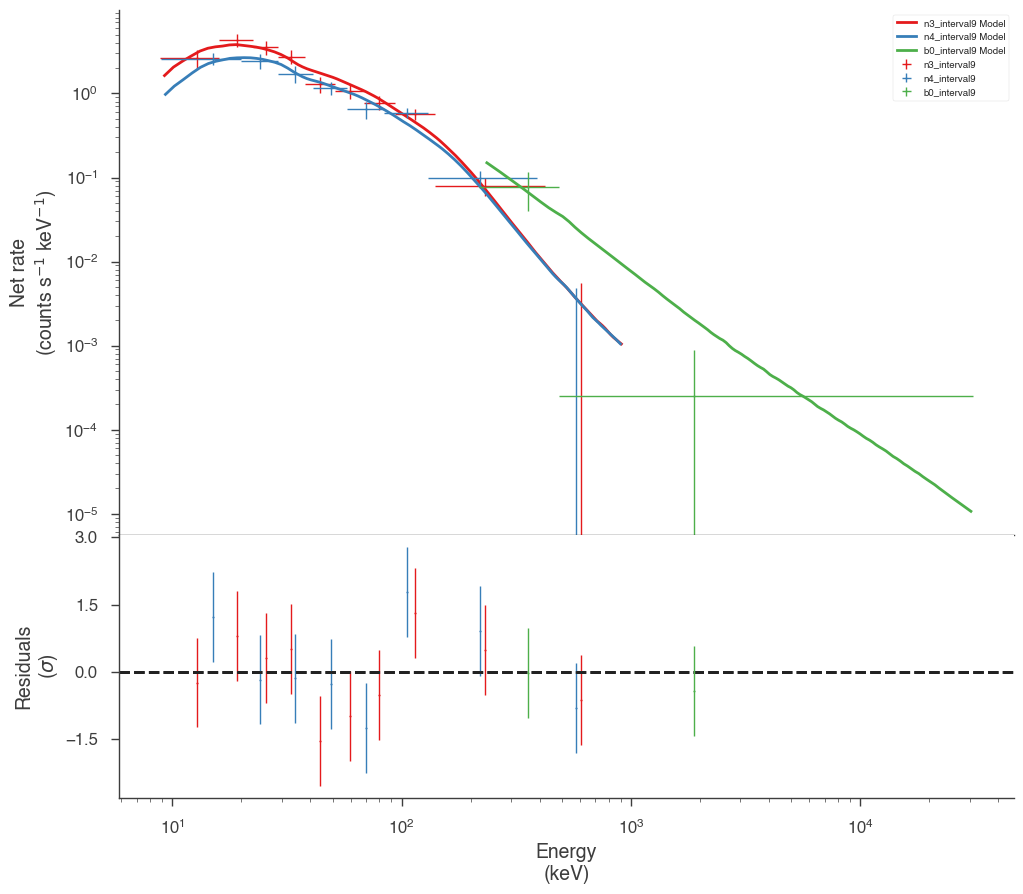 n3_interval9 Model
n4_interval9 Model
b0_interval9 Model
n3_interval9
n4_interval9
b0_interval9
Net rate
(counts s⁻¹ keV⁻¹)
10⁰
10⁻¹
10⁻²
10⁻³
10⁻⁴
10⁻⁵
Residuals
(σ)
3.0
1.5
0.0
−1.5
10¹ 10² 10³ 10⁴
Energy
(keV)